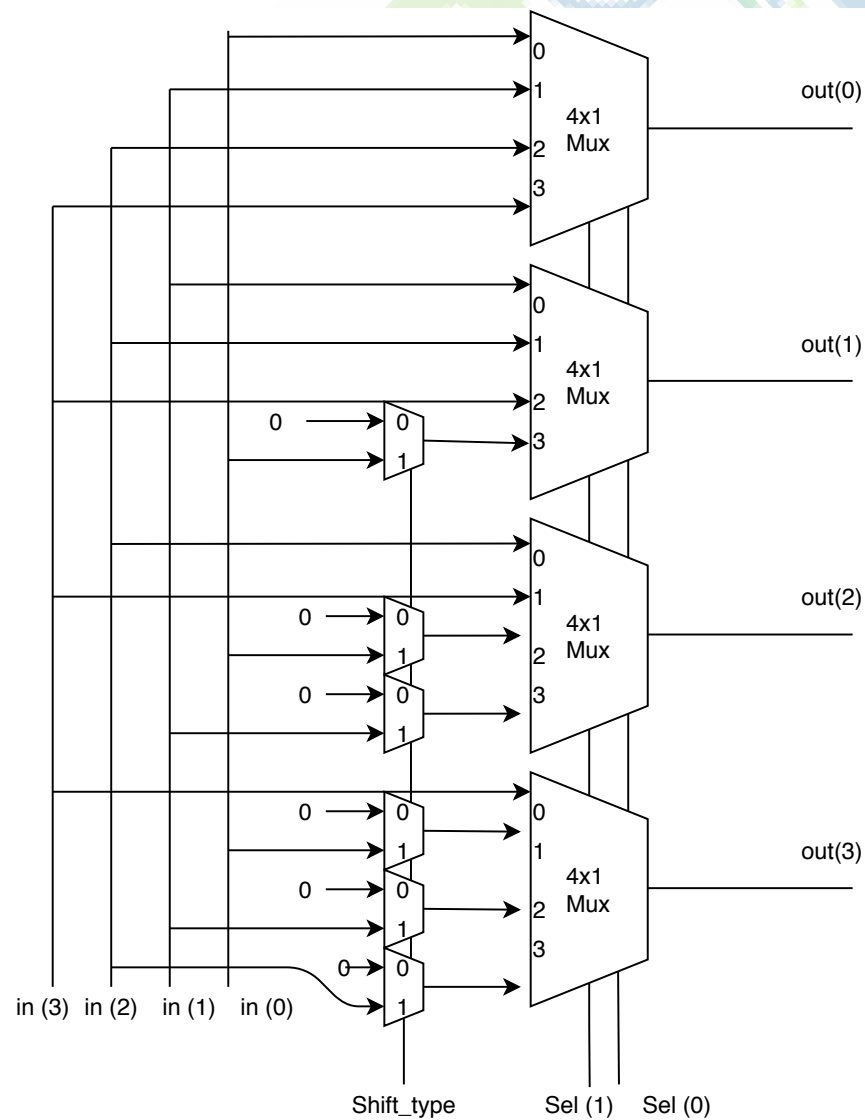 0
1
4x1
Mux
2
3
out(0)
0
1
4x1
Mux
2
3
out(1)
0
0
1
0
1
4x1
Mux
2
3
out(2)
0
0
1
0
0
1
0
1
4x1
Mux
2
3
out(3)
0
0
1
0
0
1
0
0
1
in (3) in (2) in (1) in (0)
Shift_type Sel (1) Sel (0)